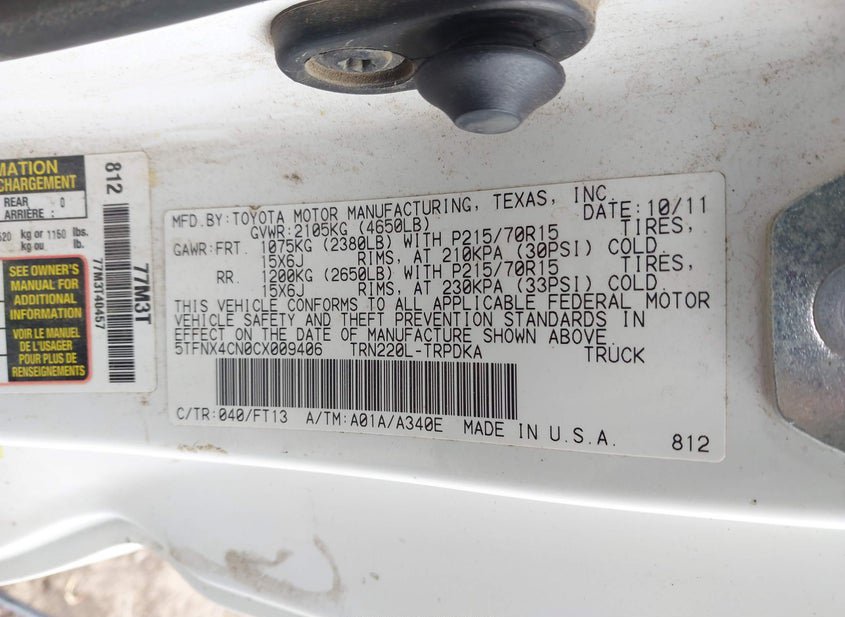 MATION
CHARGEMENT
REAR 0
ARRIÈRE :
520 kg or 1150 lbs.
kg ou lb.
SEE OWNER'S
MANUAL FOR
ADDITIONAL
INFORMATION
VOIR LE MANUEL
DE L'USAGER
POUR PLUS DE
RENSEIGNEMENTS
812
77M3T40457
77M3T
MFD.BY:TOYOTA MOTOR MANUFACTURING, TEXAS, INC.
GVWR:2105KG (4650LB) DATE:10/11
GAWR:FRT. 1075KG (2380LB) WITH P215/70R15 TIRES,
15X6J RIMS, AT 210KPA (30PSI) COLD.
RR. 1200KG (2650LB) WITH P215/70R15 TIRES,
15X6J RIMS, AT 230KPA (33PSI) COLD.
THIS VEHICLE CONFORMS TO ALL APPLICABLE FEDERAL MOTOR
VEHICLE SAFETY AND THEFT PREVENTION STANDARDS IN
EFFECT ON THE DATE OF MANUFACTURE SHOWN ABOVE.
5TFNX4CN0CX009406 TRN220L-TRPDKA TRUCK
C/TR:040/FT13 A/TM:A01A/A340E MADE IN U.S.A. 812